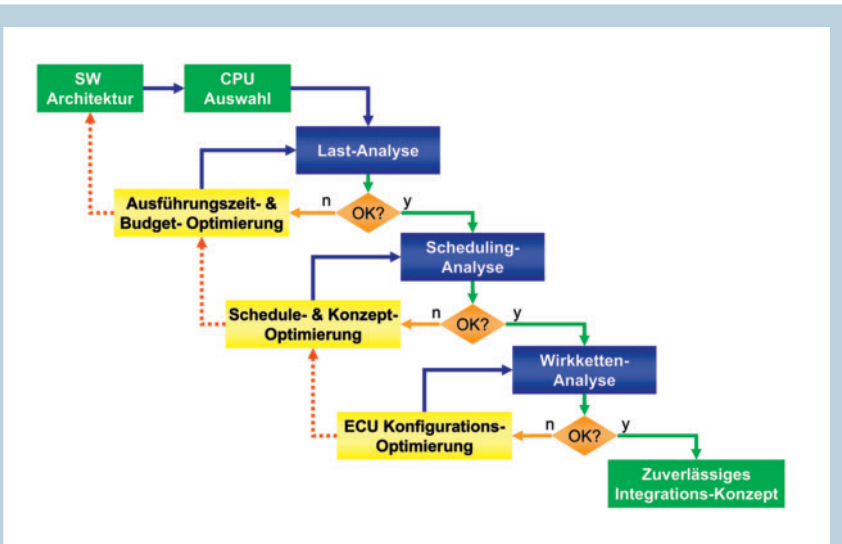 SW
Architektur
CPU
Auswahl
Last-Analyse
Ausführungszeit- &
Budget- Optimierung
n
OK?
y
Scheduling-
Analyse
Schedule- & Konzept-
Optimierung
n
OK?
y
Wirkketten-
Analyse
ECU Konfigurations-
Optimierung
n
OK?
y
Zuverlässiges
Integrations-Konzept